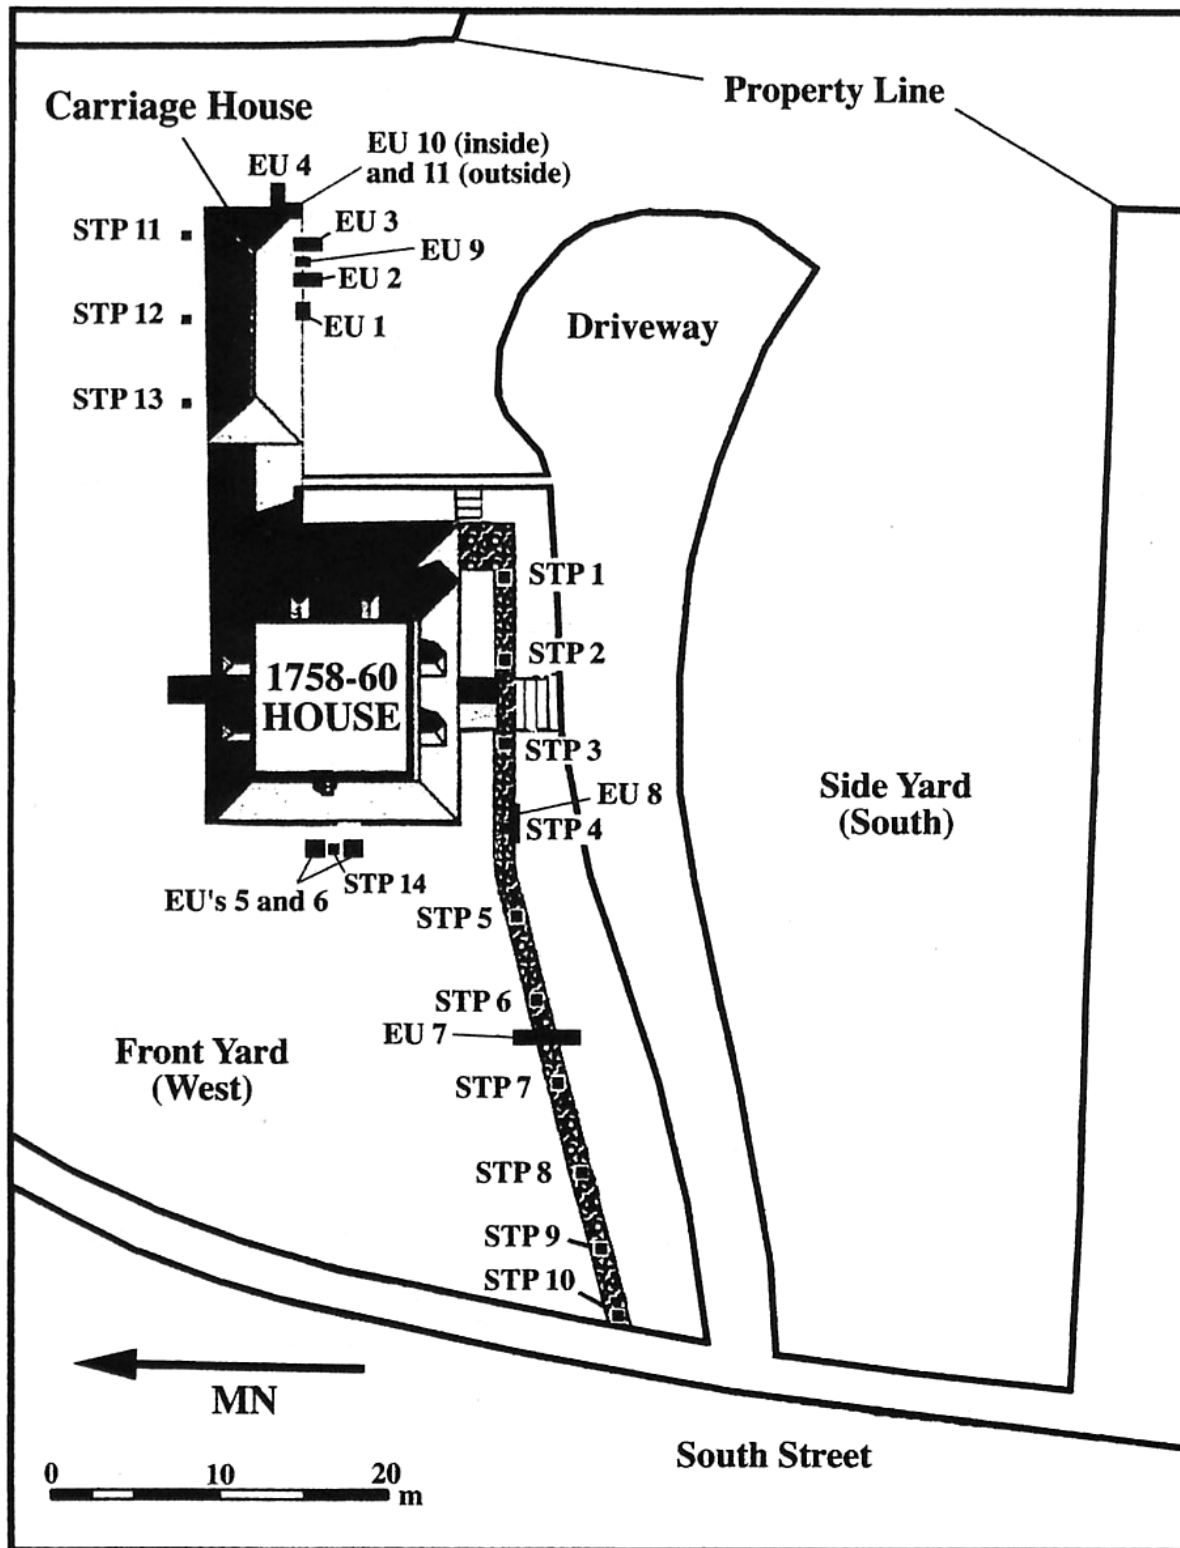 Property Line
Carriage House
EU 10 (inside)
and 11 (outside)
EU 4
STP 11
EU 3
EU 9
EU 2
STP 12
EU 1
Driveway
STP 13
STP 1
STP 2
1758-60
HOUSE
STP 3
EU 8
STP 4
Side Yard
(South)
STP 14
EU's 5 and 6
STP 5
STP 6
EU 7
Front Yard
(West)
STP 7
STP 8
STP 9
STP 10
MN
South Street
0 10 20
m